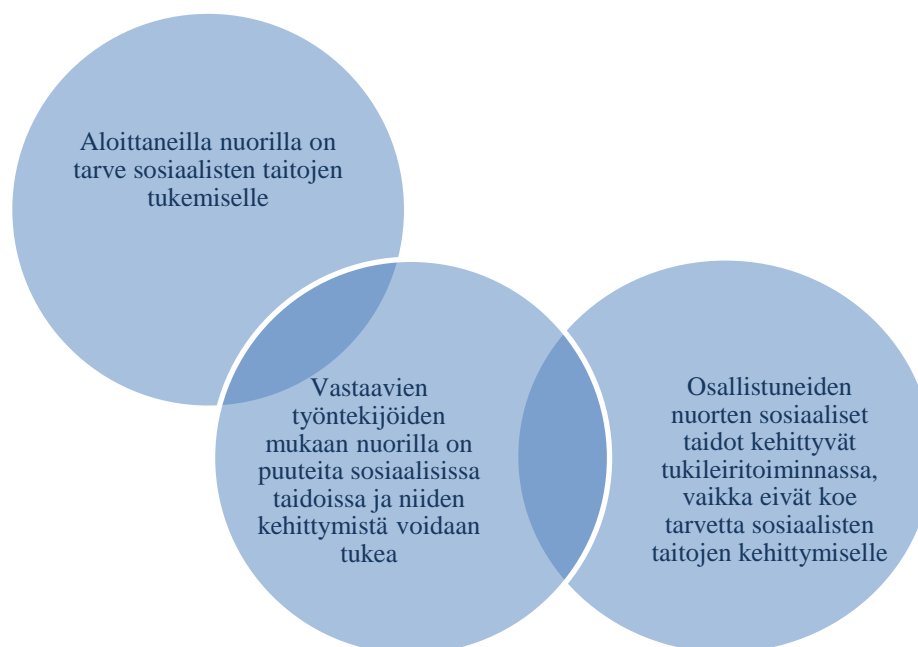 Aloittaneilla nuorilla on
tarve sosiaalisten taitojen
tukemiselle
Vastaavien
työntekijöiden
mukaan nuorilla on
puuteita sosiaalisissa
taidoissa ja niiden
kehittymistä voidaan
tukea
Osallistuneiden
nuorten sosiaaliset
taidot kehittyvät
tukileiritoiminnassa,
vaikka eivät koe
tarvetta sosiaalisten
taitojen kehittymiselle